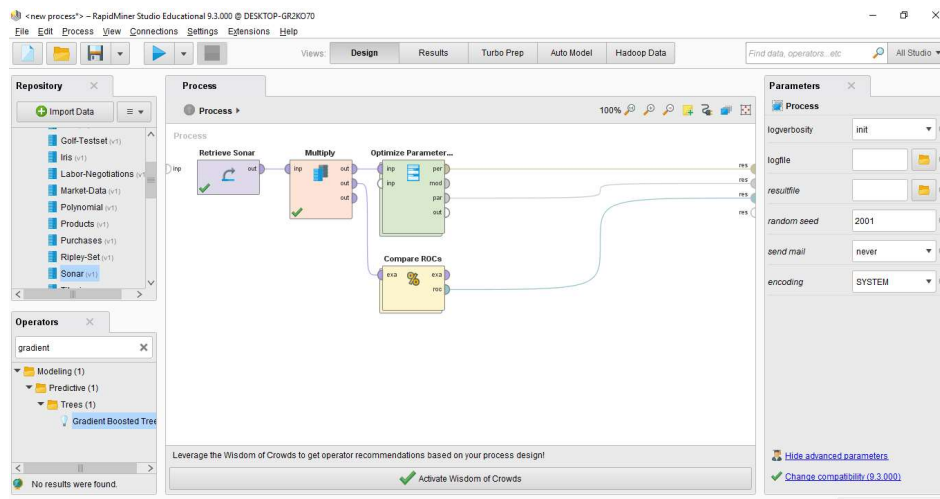 <new process*> – RapidMiner Studio Educational 9.3.000 @ DESKTOP-GR2KO70
File Edit Process View Connections Settings Extensions Help
Views: Design Results Turbo Prep Auto Model Hadoop Data
Find data, operators...etc All Studio
Repository
Import Data
Golf-Testset (v1)
Iris (v1)
Labor-Negotiations (v1
Market-Data (v1)
Polynomial (v1)
Products (v1)
Purchases (v1)
Ripley-Set (v1)
Sonar (v1)
Operators
gradient
Modeling (1)
Predictive (1)
Trees (1)
Gradient Boosted Tree
No results were found.
Process
Process
100%
Process
inp
Retrieve Sonar
out
Multiply
inp out
out
out
Optimize Parameter...
inp per
inp mod
par
out
Compare ROCs
exa exa
roc
res
res
res
res
Leverage the Wisdom of Crowds to get operator recommendations based on your process design!
Activate Wisdom of Crowds
Parameters
Process
logverbosity init
logfile
resultfile
random seed 2001
send mail never
encoding SYSTEM
Hide advanced parameters
Change compatibility (9.3.000)